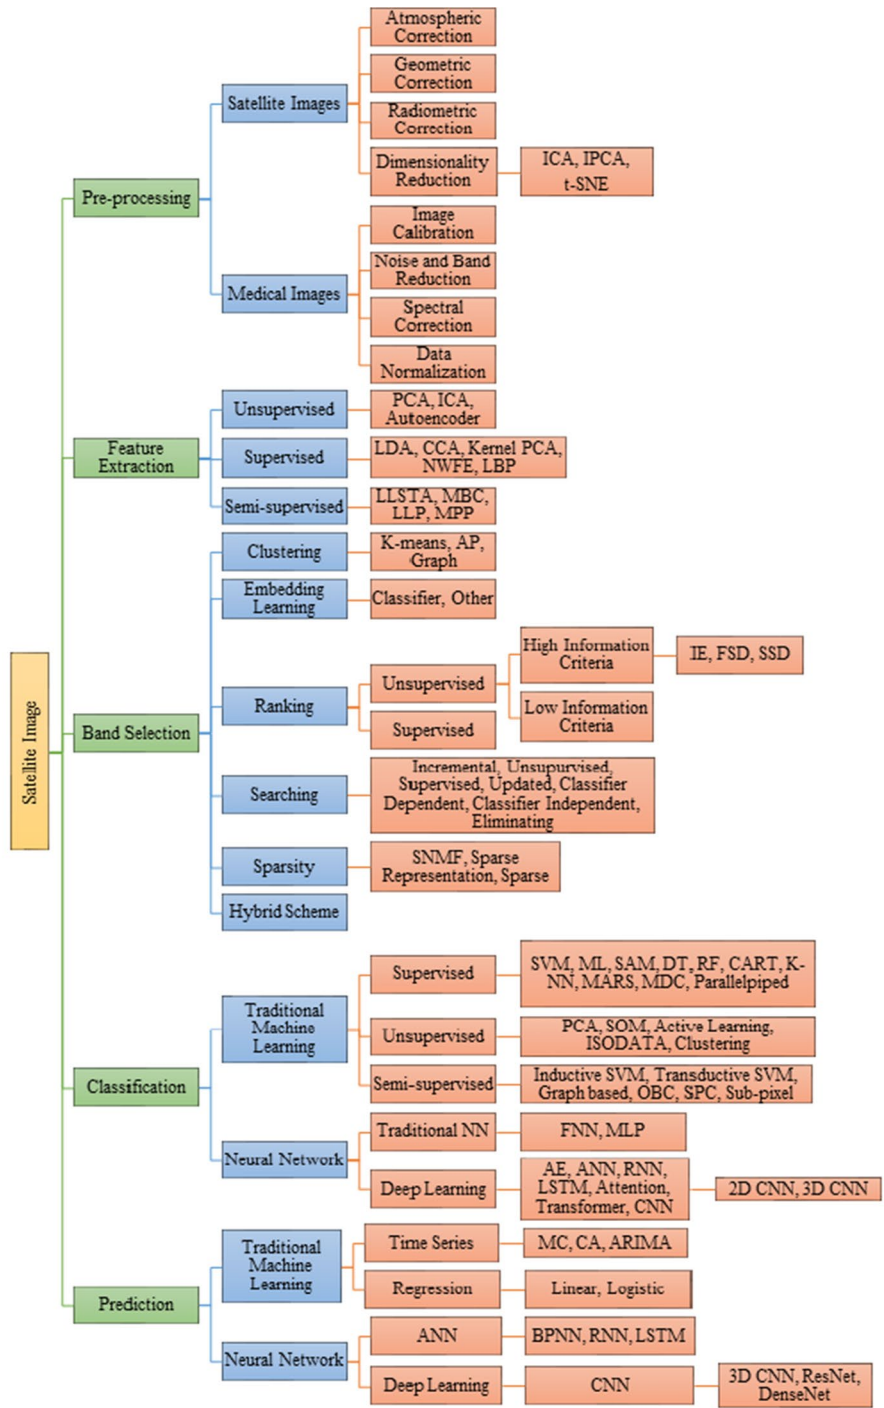 Satellite Image
Pre-processing
Satellite Images
Atmospheric
Correction
Geometric
Correction
Radiometric
Correction
Dimensionality
Reduction
ICA, IPCA,
t-SNE
Medical Images
Image
Calibration
Noise and Band
Reduction
Spectral
Correction
Data
Normalization
Feature
Extraction
Unsupervised
PCA, ICA,
Autoencoder
Supervised
LDA, CCA, Kernel PCA,
NWFE, LBP
Semi-supervised
LLSTA, MBC,
LLP, MPP
Band Selection
Clustering
K-means, AP,
Graph
Embedding
Learning
Classifier, Other
Ranking
Unsupervised
High Information
Criteria
IE, FSD, SSD
Low Information
Criteria
Supervised
Searching
Incremental, Unsupurvised,
Supervised, Updated, Classifier
Dependent, Classifier Independent,
Eliminating
Sparsity
SNMF, Sparse
Representation, Sparse
Hybrid Scheme
Classification
Traditional
Machine
Learning
Supervised
SVM, ML, SAM, DT, RF, CART, K-
NN, MARS, MDC, Parallelpiped
Unsupervised
PCA, SOM, Active Learning,
ISODATA, Clustering
Semi-supervised
Inductive SVM, Transductive SVM,
Graph based, OBC, SPC, Sub-pixel
Neural Network
Traditional NN
FNN, MLP
Deep Learning
AE, ANN, RNN,
LSTM, Attention,
Transformer, CNN
2D CNN, 3D CNN
Prediction
Traditional
Machine
Learning
Time Series
MC, CA, ARIMA
Regression
Linear, Logistic
Neural Network
ANN
BPNN, RNN, LSTM
Deep Learning
CNN
3D CNN, ResNet,
DenseNet